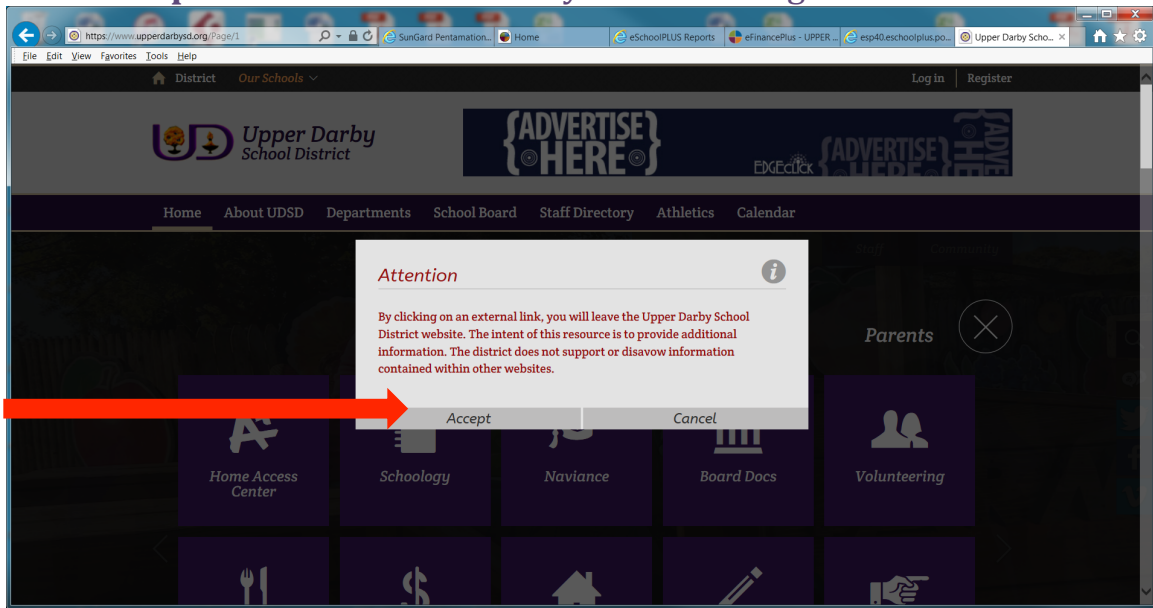 https://www.upperdarbysd.org/Page/1
SunGard Pentamation... Home eSchoolPLUS Reports eFinancePlus - UPPER ... esp40.eschoolplus.po... Upper Darby Scho...
File Edit View Favorites Tools Help
District Our Schools Log in Register
UD Upper Darby
School District
{ADVERTISE
HERE}
EDGEclick
{ADVERTISE
HERE}
Home About UDSD Departments School Board Staff Directory Athletics Calendar
Staff Community
Attention
i
By clicking on an external link, you will leave the Upper Darby School
District website. The intent of this resource is to provide additional
information. The district does not support or disavow information
contained within other websites.
Parents
Accept Cancel
A+
Home Access
Center
Schoology
Naviance
Board Docs
Volunteering